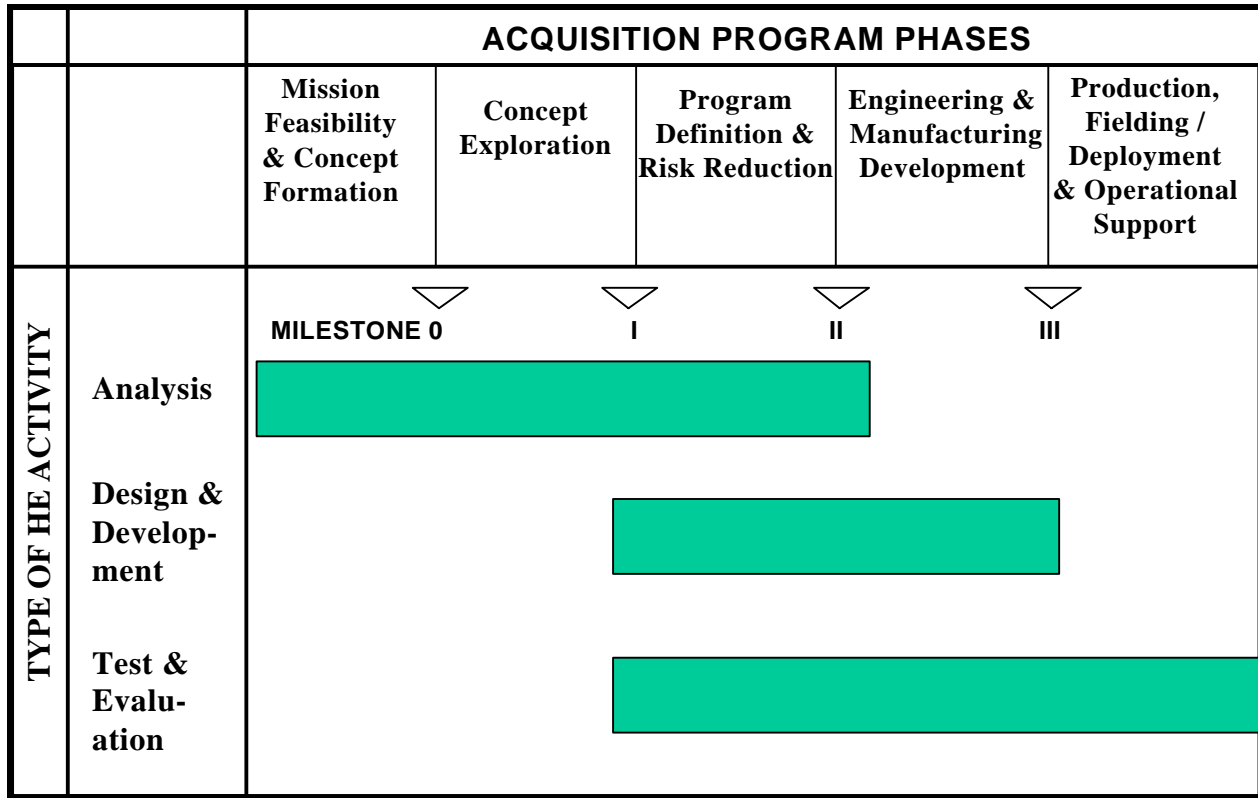 ACQUISITION PROGRAM PHASES
Mission
Feasibility
& Concept
Formation
Concept
Exploration
Program
Definition &
Risk Reduction
Engineering &
Manufacturing
Development
Production,
Fielding /
Deployment
& Operational
Support
MILESTONE 0
I
II
III
TYPE OF HE ACTIVITY
Analysis
Design &
Develop-
ment
Test &
Evalu-
ation